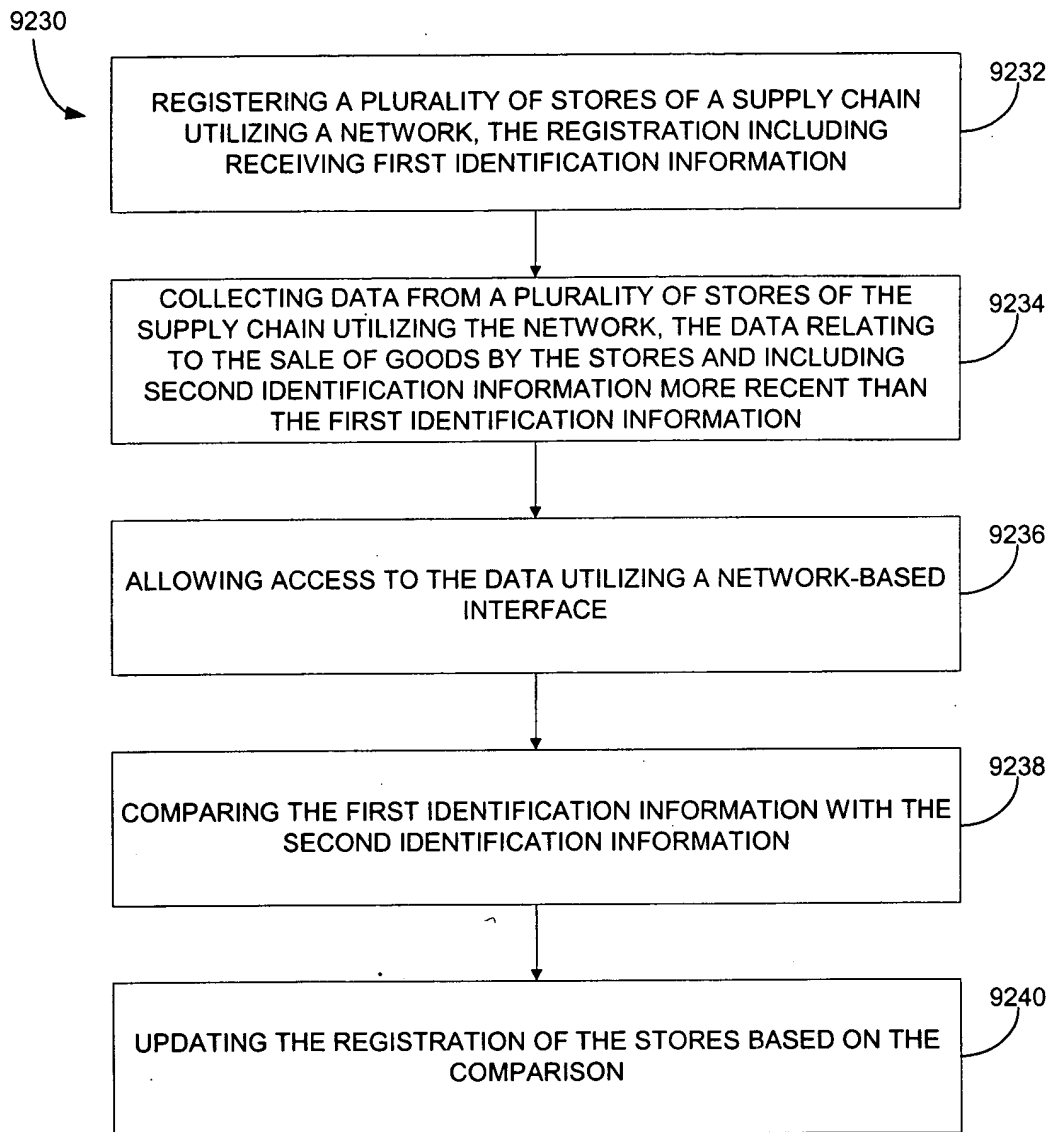 9230
9232
REGISTERING A PLURALITY OF STORES OF A SUPPLY CHAIN
UTILIZING A NETWORK, THE REGISTRATION INCLUDING
RECEIVING FIRST IDENTIFICATION INFORMATION
9234
COLLECTING DATA FROM A PLURALITY OF STORES OF THE
SUPPLY CHAIN UTILIZING THE NETWORK, THE DATA RELATING
TO THE SALE OF GOODS BY THE STORES AND INCLUDING
SECOND IDENTIFICATION INFORMATION MORE RECENT THAN
THE FIRST IDENTIFICATION INFORMATION
9236
ALLOWING ACCESS TO THE DATA UTILIZING A NETWORK-BASED
INTERFACE
9238
COMPARING THE FIRST IDENTIFICATION INFORMATION WITH THE
SECOND IDENTIFICATION INFORMATION
9240
UPDATING THE REGISTRATION OF THE STORES BASED ON THE
COMPARISON